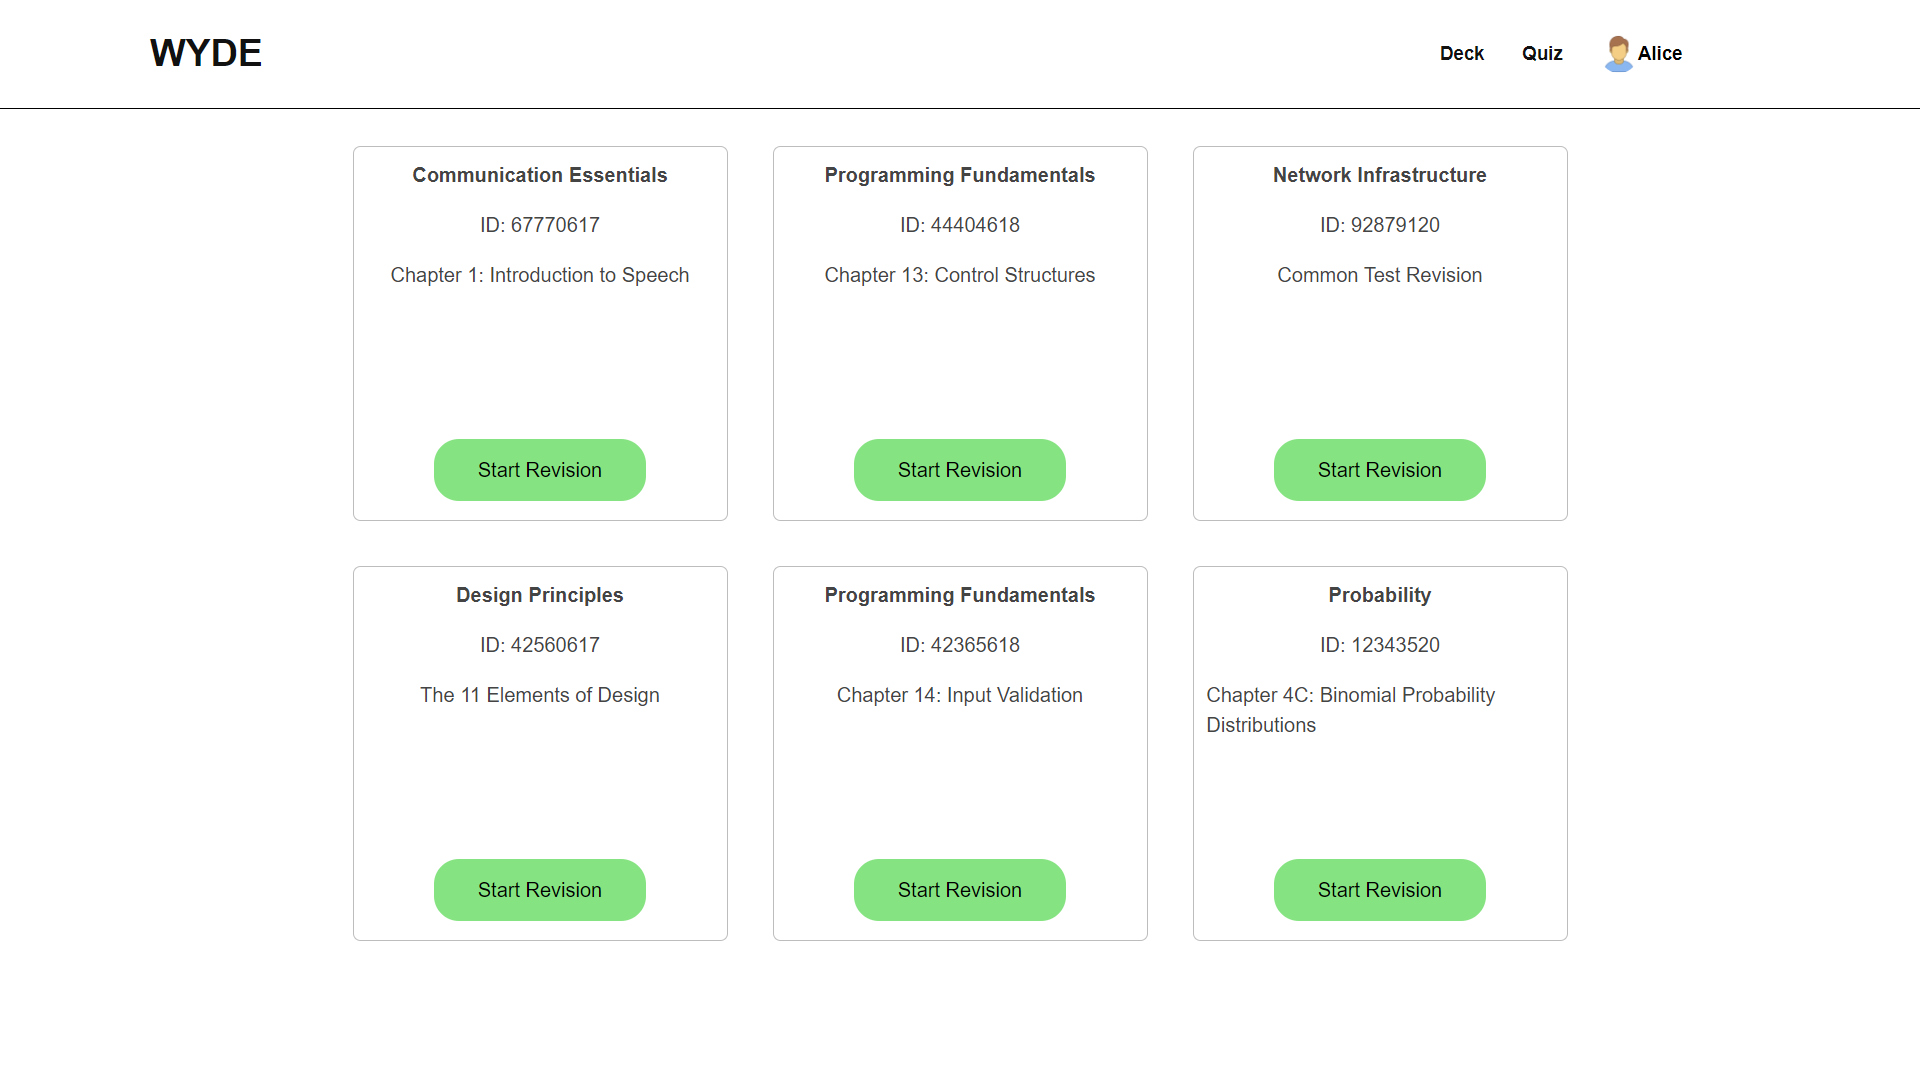 WYDE
Deck
Quiz
Alice
Communication Essentials
ID: 67770617
Chapter 1: Introduction to Speech
Start Revision
Programming Fundamentals
ID: 44404618
Chapter 13: Control Structures
Start Revision
Network Infrastructure
ID: 92879120
Common Test Revision
Start Revision
Design Principles
ID: 42560617
The 11 Elements of Design
Start Revision
Programming Fundamentals
ID: 42365618
Chapter 14: Input Validation
Start Revision
Probability
ID: 12343520
Chapter 4C: Binomial Probability
Distributions
Start Revision